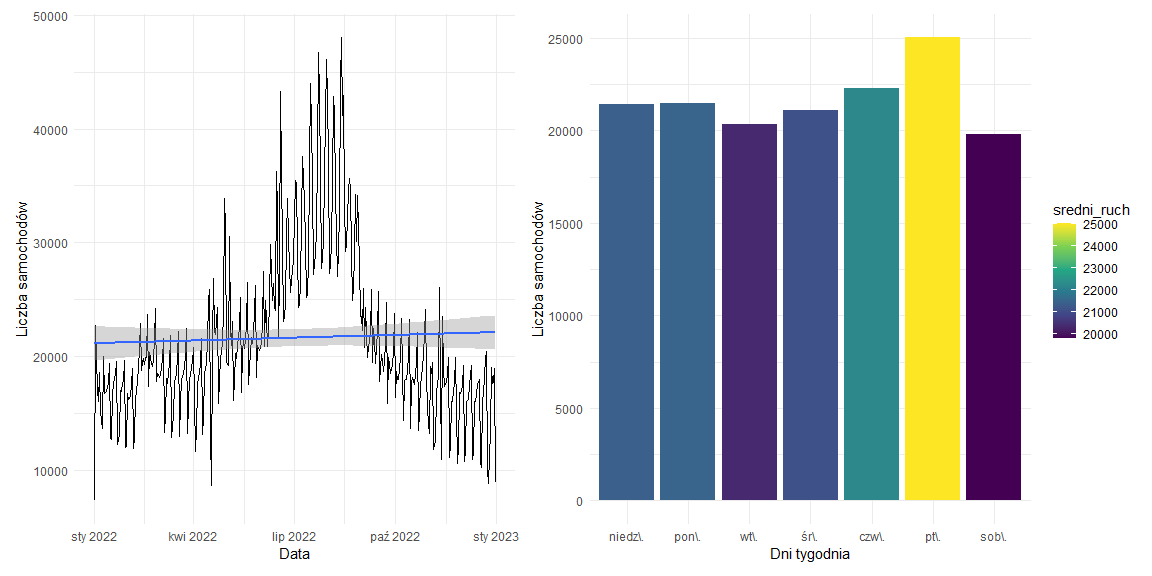 50000
40000
30000
20000
10000
Liczba samochodów
sty 2022
kwi 2022
lip 2022
paź 2022
sty 2023
Data
25000
20000
15000
10000
5000
0
Liczba samochodów
niedz\.
pon\.
wt\.
śr\.
czw\.
pt\.
sob\.
Dni tygodnia
sredni_ruch
25000
24000
23000
22000
21000
20000